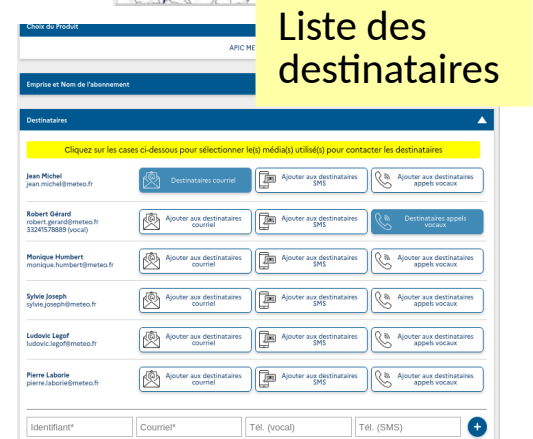 Liste des
destinataires
Choix du Produit
APIC ME
Emprise et Nom de l'abonnement
Destinataires
Cliquez sur les cases ci-dessous pour sélectionner le(s) média(s) utilisé(s) pour contacter les destinataires
Jean Michel
jean.michel@meteo.fr
Destinataires courriel
Ajouter aux destinataires
SMS
Ajouter aux destinataires
appels vocaux
Robert Gérard
robert.gerard@meteo.fr
33241578889 (vocal)
Ajouter aux destinataires
courriel
Ajouter aux destinataires
SMS
Destinataires appels
vocaux
Monique Humbert
monique.humbert@meteo.fr
Ajouter aux destinataires
courriel
Ajouter aux destinataires
SMS
Ajouter aux destinataires
appels vocaux
Sylvie Joseph
sylvie.joseph@meteo.fr
Ajouter aux destinataires
courriel
Ajouter aux destinataires
SMS
Ajouter aux destinataires
appels vocaux
Ludovic Legof
ludovic.legof@meteo.fr
Ajouter aux destinataires
courriel
Ajouter aux destinataires
SMS
Ajouter aux destinataires
appels vocaux
Pierre Laborie
pierre.laborie@meteo.fr
Ajouter aux destinataires
courriel
Ajouter aux destinataires
SMS
Ajouter aux destinataires
appels vocaux
Identifiant*
Courriel*
Tél. (vocal)
Tél. (SMS)